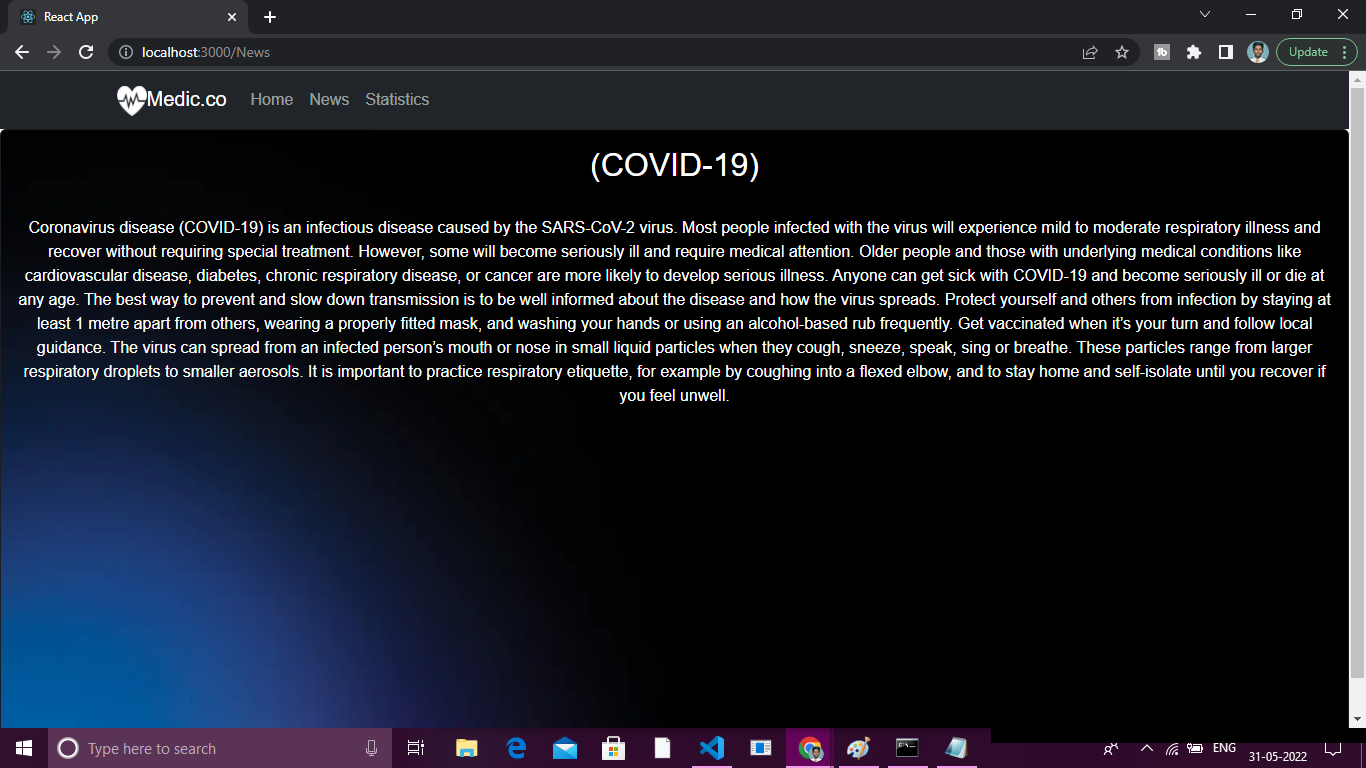 React App
localhost:3000/News
Update
Medic.co Home News Statistics
(COVID-19)
Coronavirus disease (COVID-19) is an infectious disease caused by the SARS-CoV-2 virus. Most people infected with the virus will experience mild to moderate respiratory illness and
recover without requiring special treatment. However, some will become seriously ill and require medical attention. Older people and those with underlying medical conditions like
cardiovascular disease, diabetes, chronic respiratory disease, or cancer are more likely to develop serious illness. Anyone can get sick with COVID-19 and become seriously ill or die at
any age. The best way to prevent and slow down transmission is to be well informed about the disease and how the virus spreads. Protect yourself and others from infection by staying at
least 1 metre apart from others, wearing a properly fitted mask, and washing your hands or using an alcohol-based rub frequently. Get vaccinated when it’s your turn and follow local
guidance. The virus can spread from an infected person’s mouth or nose in small liquid particles when they cough, sneeze, speak, sing or breathe. These particles range from larger
respiratory droplets to smaller aerosols. It is important to practice respiratory etiquette, for example by coughing into a flexed elbow, and to stay home and self-isolate until you recover if
you feel unwell.
Type here to search
ENG
31-05-2022